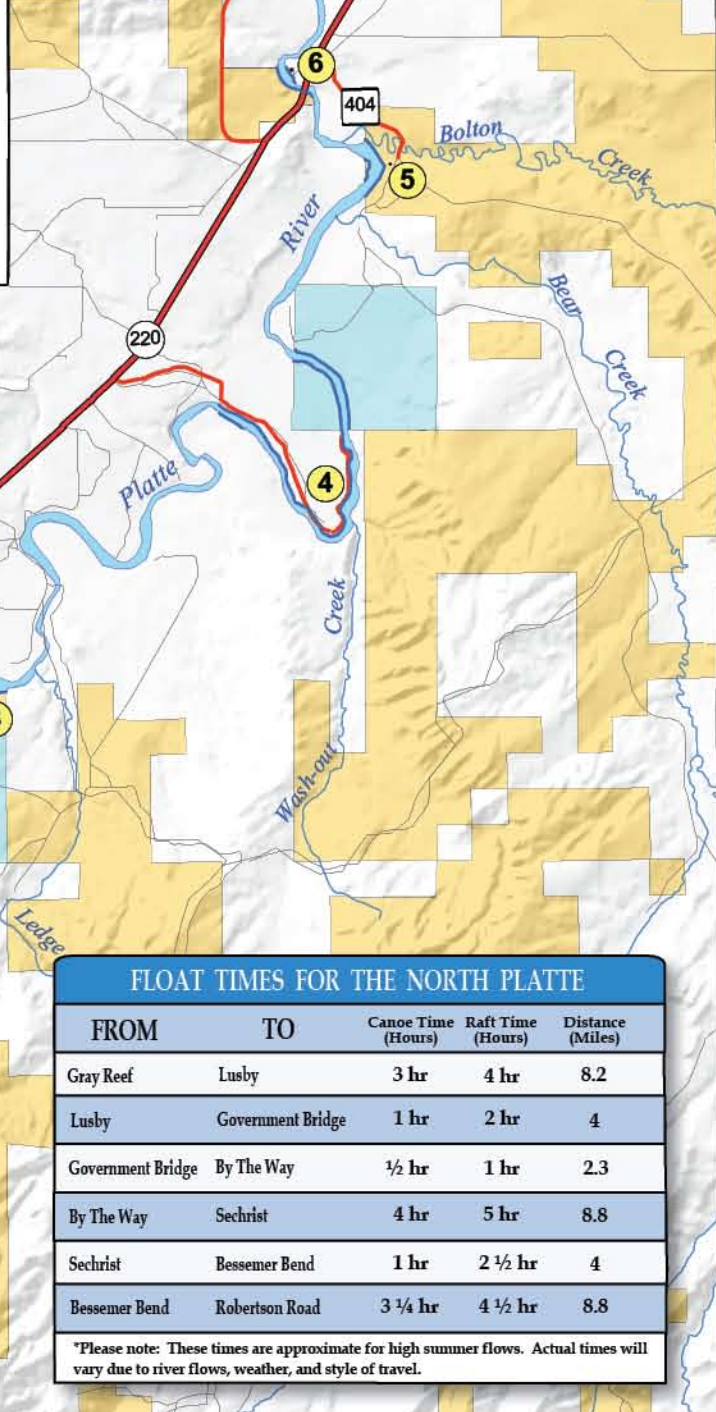 6
404
Bolton
Creek
5
River
Bear
Creek
220
4
Platte
Creek
Wash-out
Ledge
FLOAT TIMES FOR THE NORTH PLATTE
FROM TO Canoe Time (Hours) Raft Time (Hours) Distance (Miles)
Gray Reef Lusby 3 hr 4 hr 8.2
Lusby Government Bridge 1 hr 2 hr 4
Government Bridge By The Way ½ hr 1 hr 2.3
By The Way Sechrist 4 hr 5 hr 8.8
Sechrist Bessemer Bend 1 hr 2 ½ hr 4
Bessemer Bend Robertson Road 3 ¼ hr 4 ½ hr 8.8
*Please note: These times are approximate for high summer flows. Actual times will
vary due to river flows, weather, and style of travel.